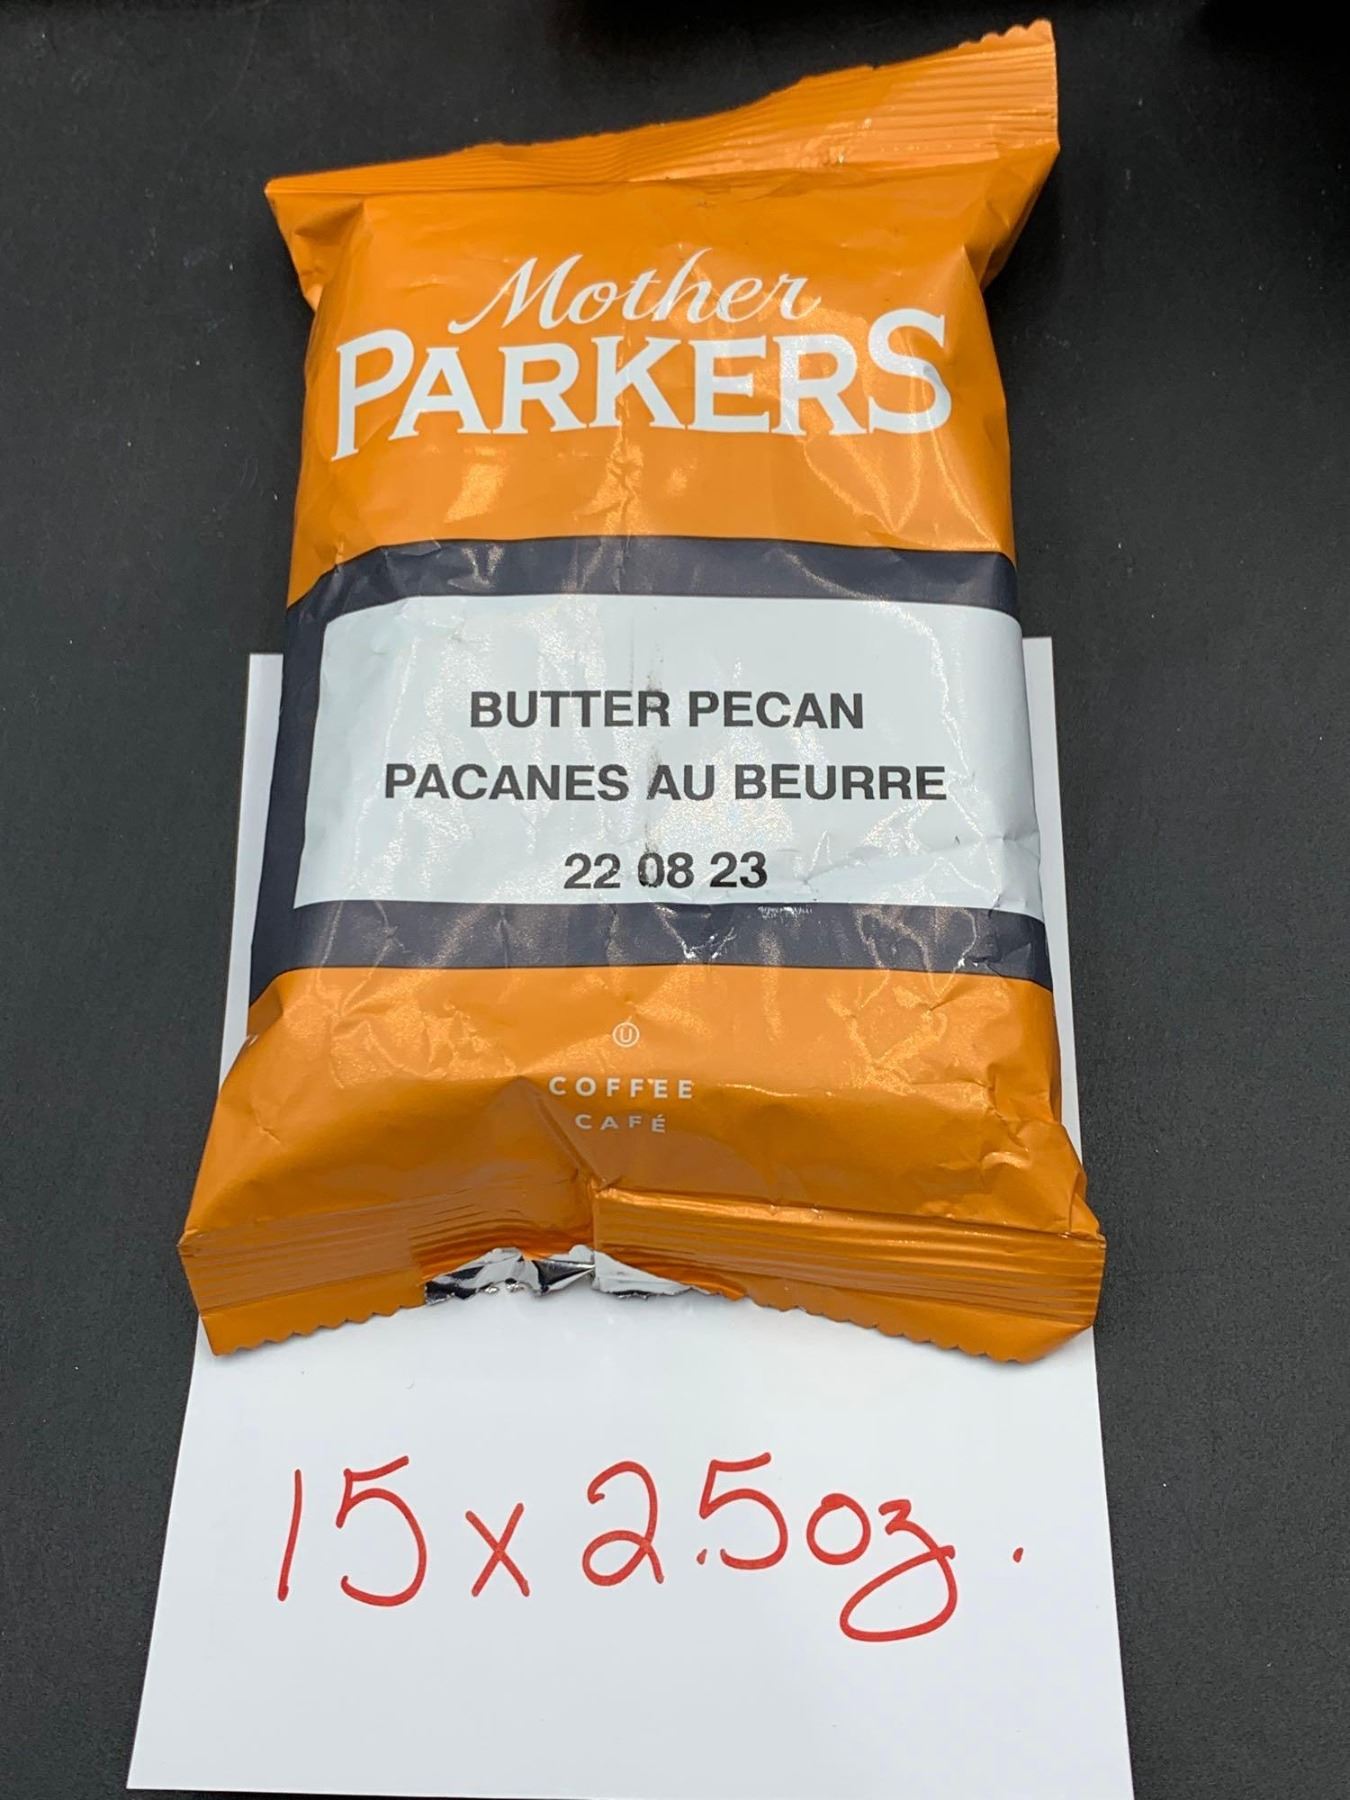 Mother
PARKERS
BUTTER PECAN
PACANES AU BEURRE
22 08 23
U
COFFEE
CAFÉ
15 x 2.5oz.